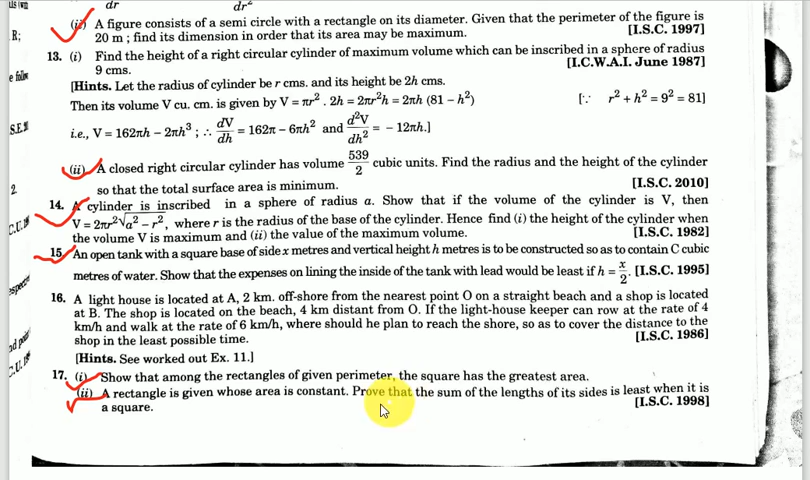 dr dr²
(ii) A figure consists of a semi circle with a rectangle on its diameter. Given that the perimeter of the figure is
R; 20 m ; find its dimension in order that its area may be maximum. [I.S.C. 1997]
13. (i) Find the height of a right circular cylinder of maximum volume which can be inscribed in a sphere of radius
9 cms. [I.C.W.A.I. June 1987]
[Hints. Let the radius of cylinder be r cms. and its height be 2h cms.
Then its volume V cu. cm. is given by V = πr² . 2h = 2πr²h = 2πh (81 – h²) [∵ r² + h² = 9² = 81]
i.e., V = 162πh – 2πh³ ; ∴ dV/dh = 162π – 6πh² and d²V/dh² = – 12πh.]
(ii) A closed right circular cylinder has volume 539/2 cubic units. Find the radius and the height of the cylinder
so that the total surface area is minimum. [I.S.C. 2010]
14. A cylinder is inscribed in a sphere of radius a. Show that if the volume of the cylinder is V, then
V = 2πr²√(a² – r²), where r is the radius of the base of the cylinder. Hence find (i) the height of the cylinder when
the volume V is maximum and (ii) the value of the maximum volume. [I.S.C. 1982]
15. An open tank with a square base of side x metres and vertical height h metres is to be constructed so as to contain C cubic
metres of water. Show that the expenses on lining the inside of the tank with lead would be least if h = x/2. [I.S.C. 1995]
16. A light house is located at A, 2 km. off-shore from the nearest point O on a straight beach and a shop is located
at B. The shop is located on the beach, 4 km distant from O. If the light-house keeper can row at the rate of 4
km/h and walk at the rate of 6 km/h, where should he plan to reach the shore, so as to cover the distance to the
shop in the least possible time. [I.S.C. 1986]
[Hints. See worked out Ex. 11.]
17. (i) Show that among the rectangles of given perimeter, the square has the greatest area.
(ii) A rectangle is given whose area is constant. Prove that the sum of the lengths of its sides is least when it is
a square. [I.S.C. 1998]